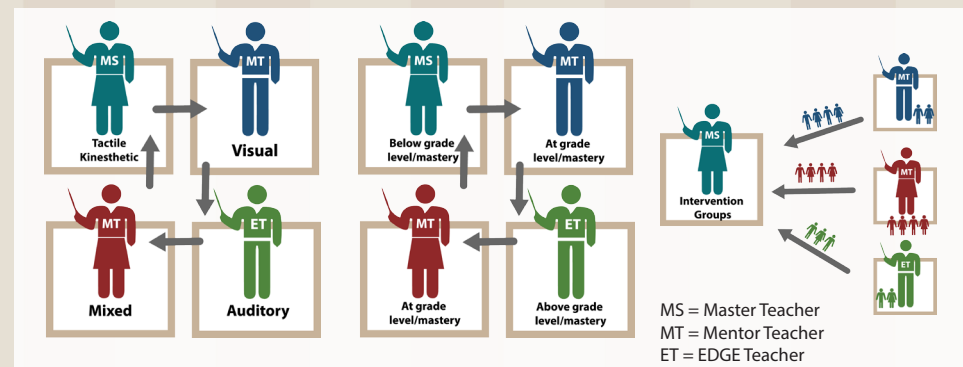 MS
Tactile
Kinesthetic
MT
Visual
MT
Mixed
ET
Auditory
MS
Below grade
level/mastery
MT
At grade
level/mastery
MT
At grade
level/mastery
ET
Above grade
level/mastery
MS
Intervention
Groups
MT
MT
ET
MS = Master Teacher
MT = Mentor Teacher
ET = EDGE Teacher